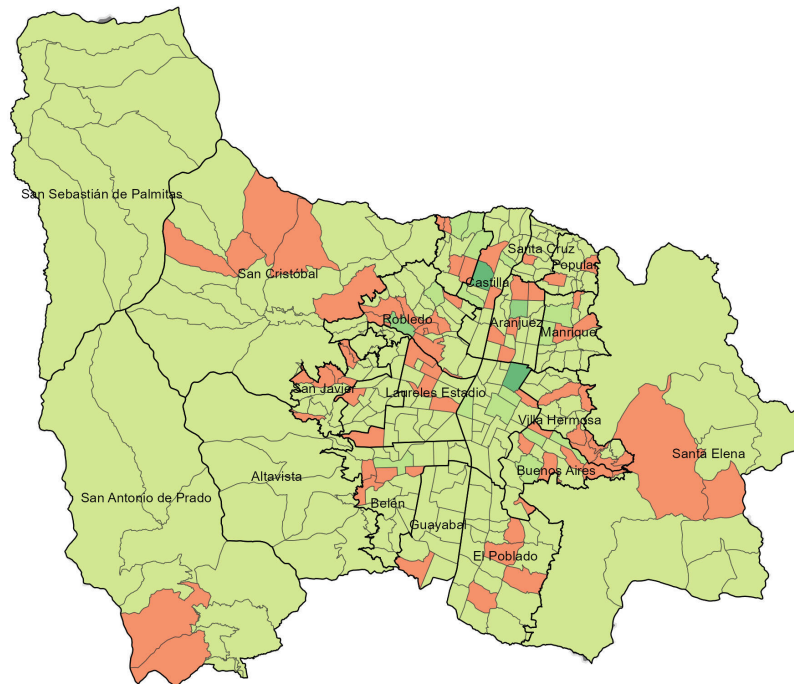 San Sebastián de Palmitas
San Cristóbal
Santa Cruz
Popular
Castilla
Robledo
Aranjuez
Manrique
San Javier
Laureles Estadio
Villa Hermosa
Santa Elena
Buenos Aires
Altavista
San Antonio de Prado
Belén
Guayabal
El Poblado